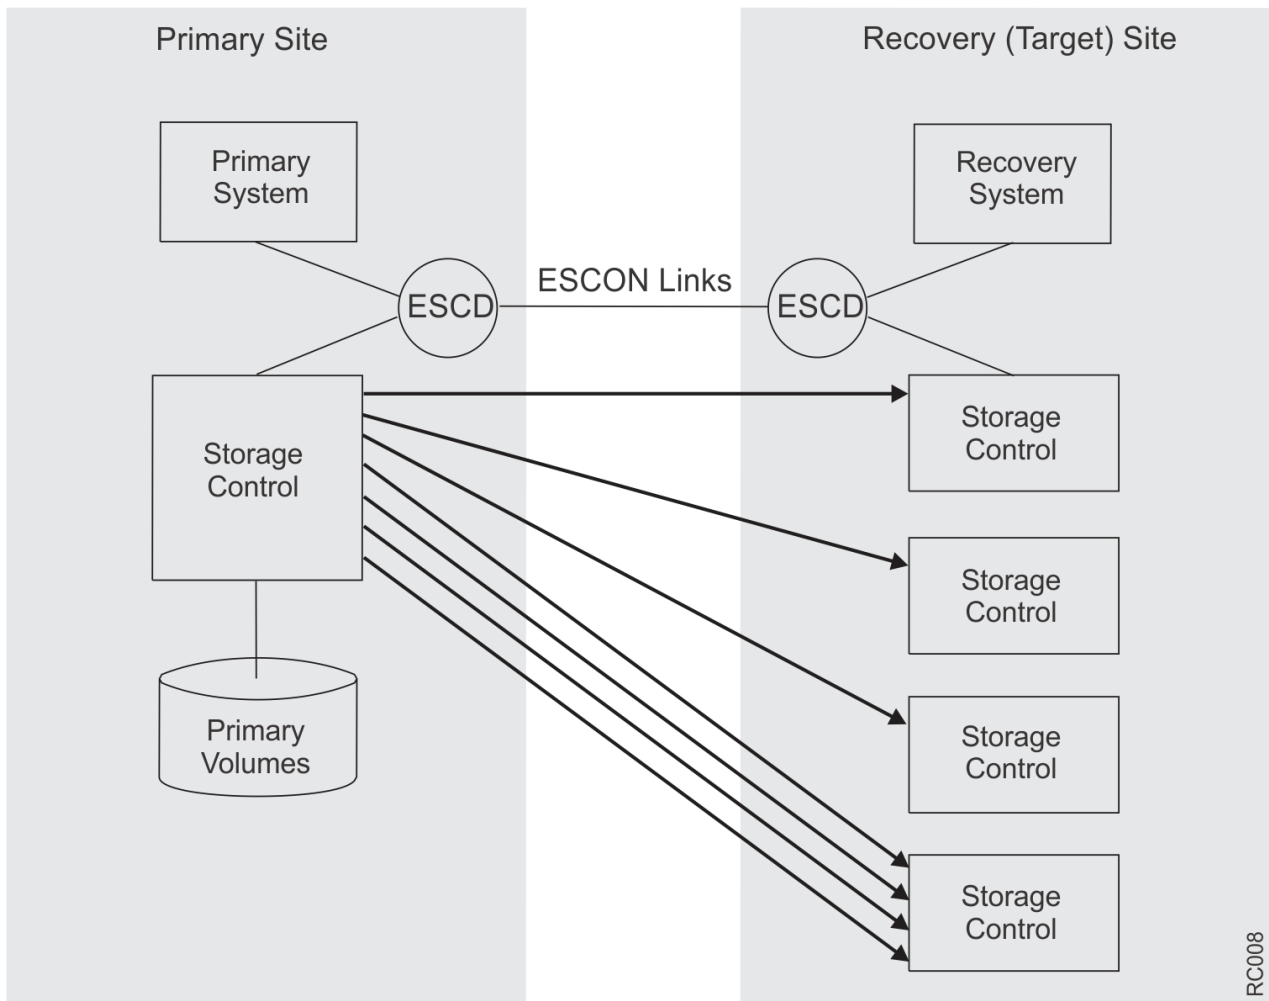 Primary Site
Recovery (Target) Site
Primary
System
Recovery
System
ESCON Links
ESCD
ESCD
Storage
Control
Storage
Control
Storage
Control
Primary
Volumes
Storage
Control
Storage
Control
RC008